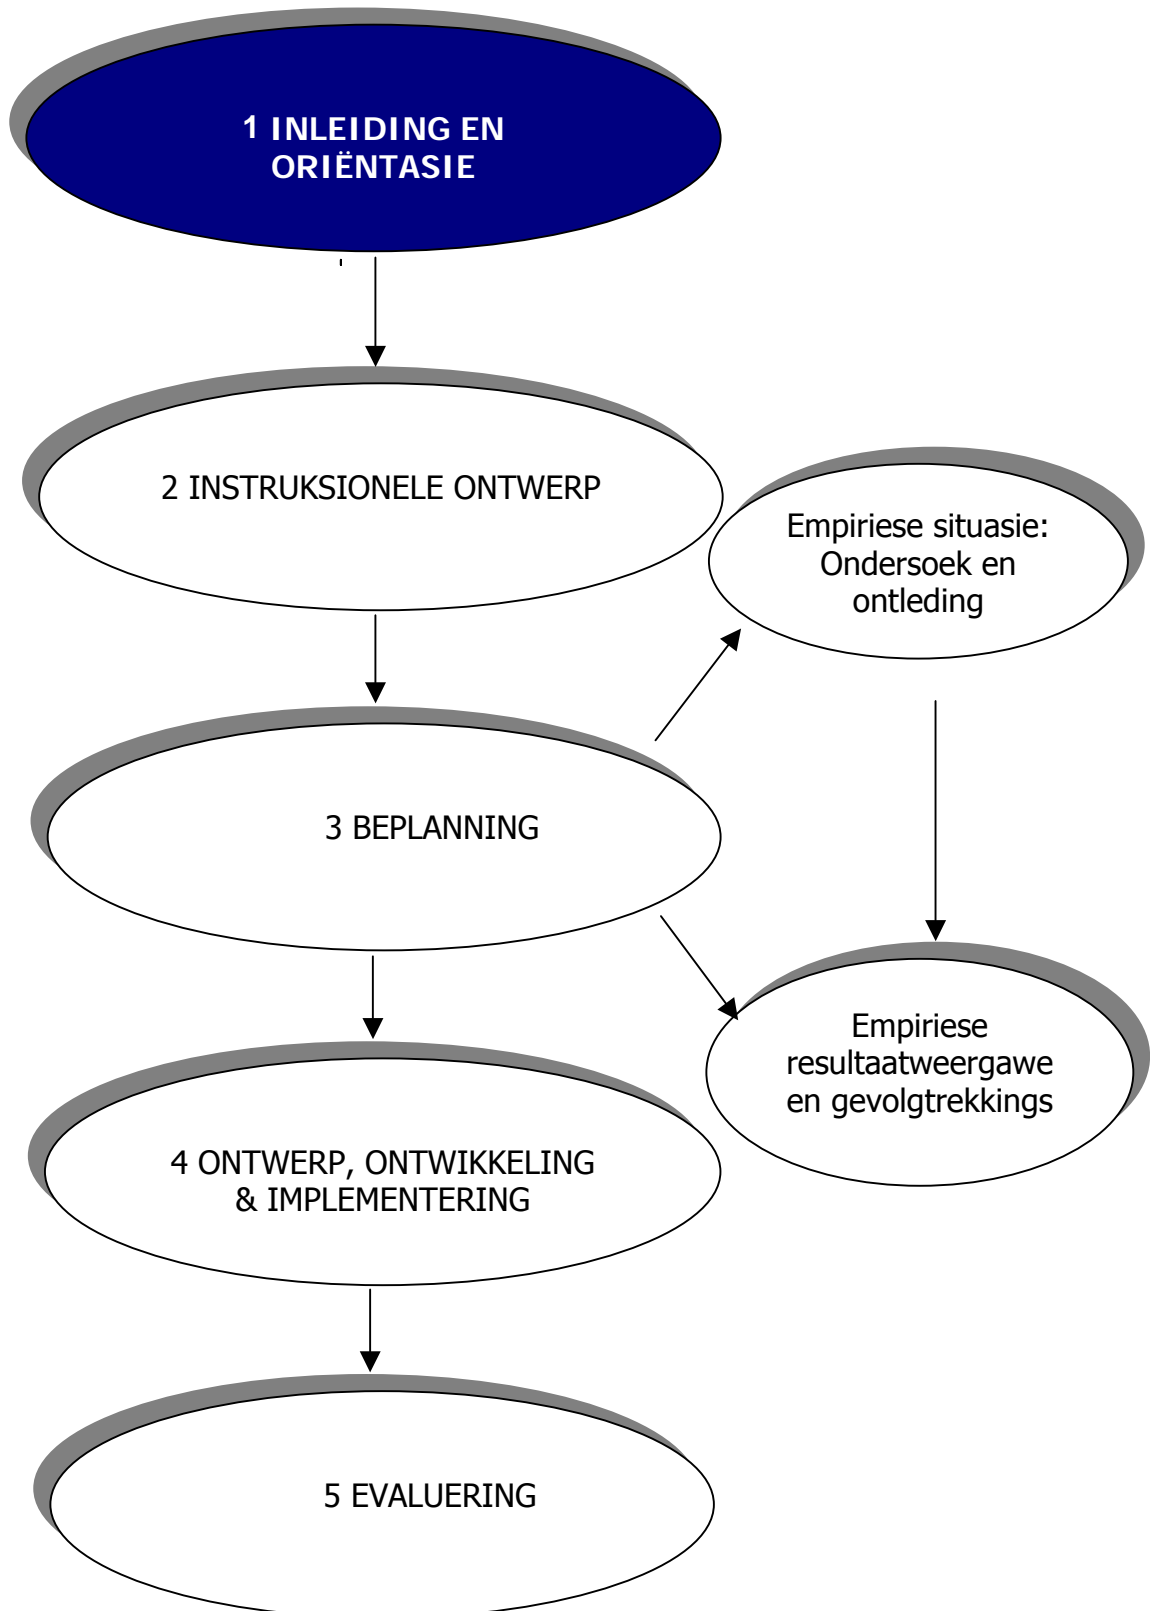 1 INLEIDING EN
ORIËNTASIE
2 INSTRUKSIONELE ONTWERP
Empiriese situasie:
Ondersoek en
ontleding
3 BEPLANNING
Empiriese
resultaatweergawe
en gevolgtrekkings
4 ONTWERP, ONTWIKKELING
& IMPLEMENTERING
5 EVALUERING